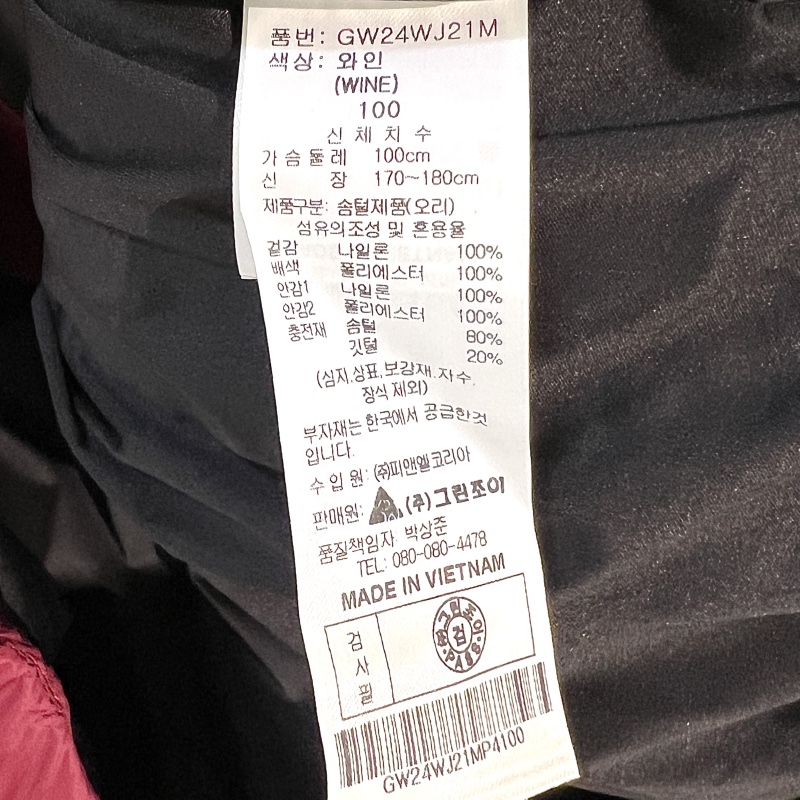 품번: GW24WJ21M
색상: 와인
(WINE)
100
신 체 치 수
가 슴 둘 레 100cm
신 장 170~180cm
제품구분: 솜털제품(오리)
섬유의조성 및 혼용율
겉감 나일론 100%
배색 폴리에스터 100%
안감1 나일론 100%
안감2 폴리에스터 100%
충전재 솜털 80%
깃털 20%
(심지,상표,보강재.자수.
장식 제외)
부자재는 한국에서 공급한것
입니다.
수 입 원: (주)피앤엘코리아
판매원: (주)그린조이
품질책임자: 박상준
TEL: 080-080-4478
MADE IN VIETNAM
검사필
그린조이
검
PASS
GW24WJ21MP4100